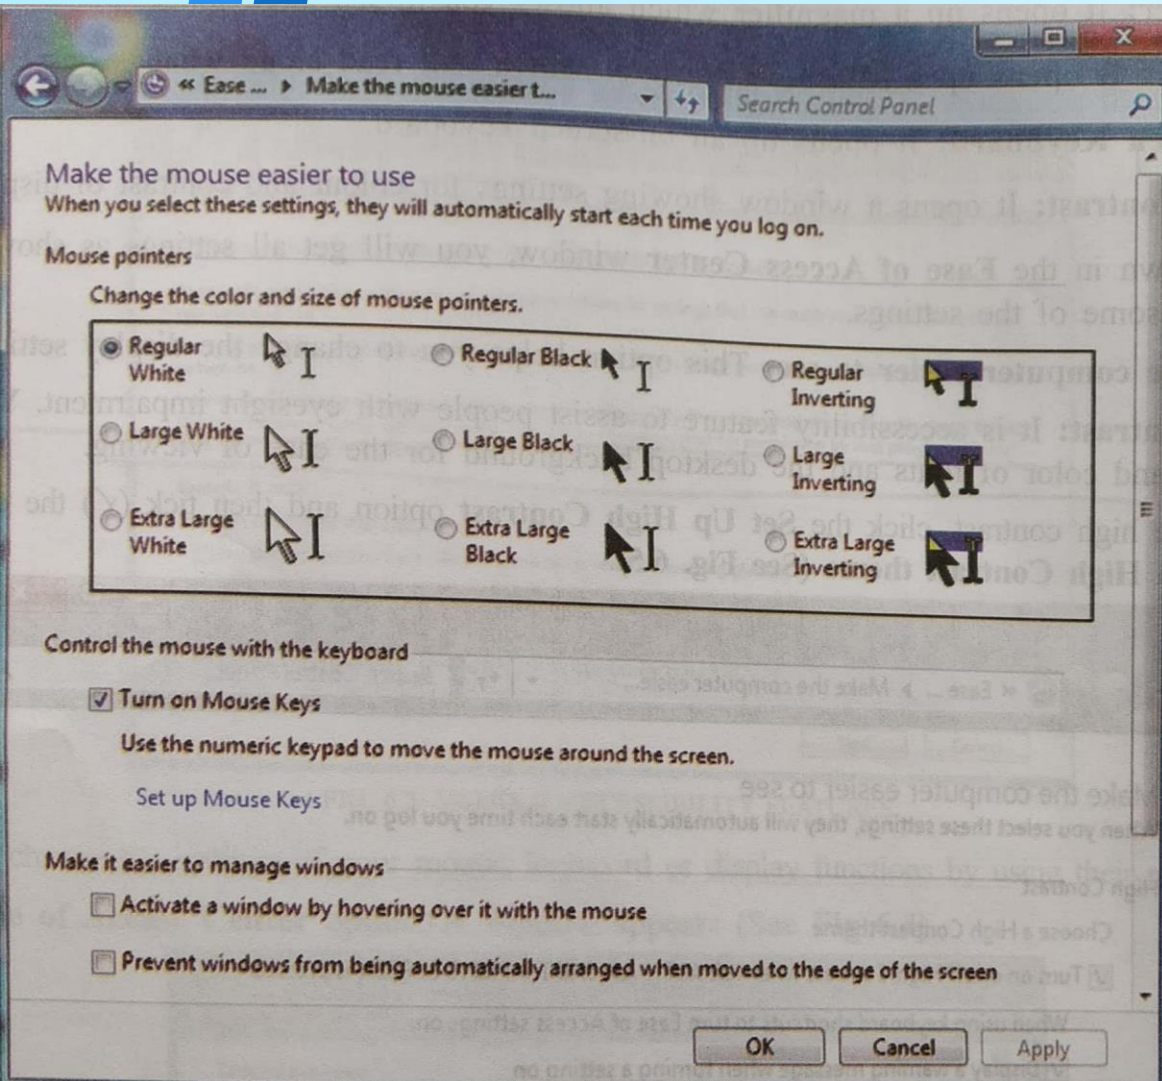 « Ease ... ▸ Make the mouse easier t...
Search Control Panel
Make the mouse easier to use
When you select these settings, they will automatically start each time you log on.
Mouse pointers
Change the color and size of mouse pointers.
Regular White
Regular Black
Regular Inverting
Large White
Large Black
Large Inverting
Extra Large White
Extra Large Black
Extra Large Inverting
Control the mouse with the keyboard
Turn on Mouse Keys
Use the numeric keypad to move the mouse around the screen.
Set up Mouse Keys
Make it easier to manage windows
Activate a window by hovering over it with the mouse
Prevent windows from being automatically arranged when moved to the edge of the screen
OK
Cancel
Apply